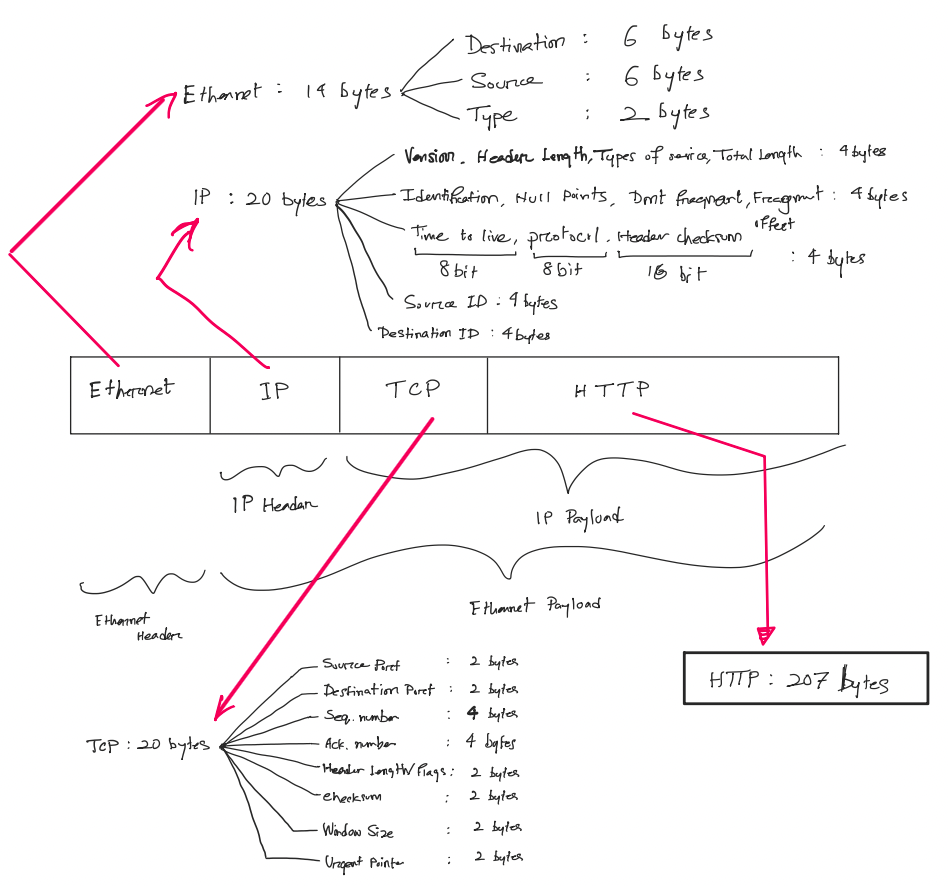 Destination : 6 bytes
Ethernet : 14 bytes
Source : 6 bytes
Type : 2 bytes
Version, Header Length, Types of service, Total Length : 4 bytes
IP : 20 bytes
Identification, Null Points, Dont fragment, Fragment offset : 4 bytes
Time to live, protocol, Header checksum : 4 bytes
8 bit 8 bit 16 bit
Source ID : 4 bytes
Destination ID : 4 bytes
Ethernet IP TCP HTTP
IP Header
IP Payload
Ethernet Payload
Ethernet
Header
HTTP : 207 bytes
Source Port : 2 bytes
Destination Port : 2 bytes
Seq. number : 4 bytes
TCP : 20 bytes
Ack. number : 4 bytes
Header Length/Flags : 2 bytes
checksum : 2 bytes
Window Size : 2 bytes
Urgent Pointe : 2 bytes